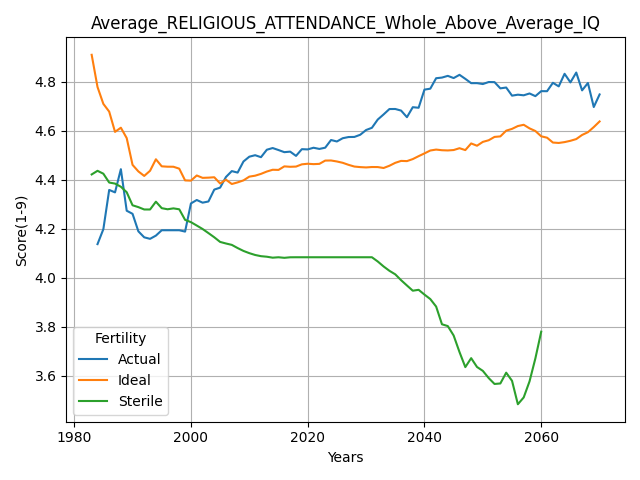 Average_RELIGIOUS_ATTENDANCE_Whole_Above_Average_IQ
Score(1-9)
4.8
4.6
4.4
4.2
4.0
3.8
3.6
Fertility
Actual
Ideal
Sterile
1980
2000
2020
2040
2060
Years